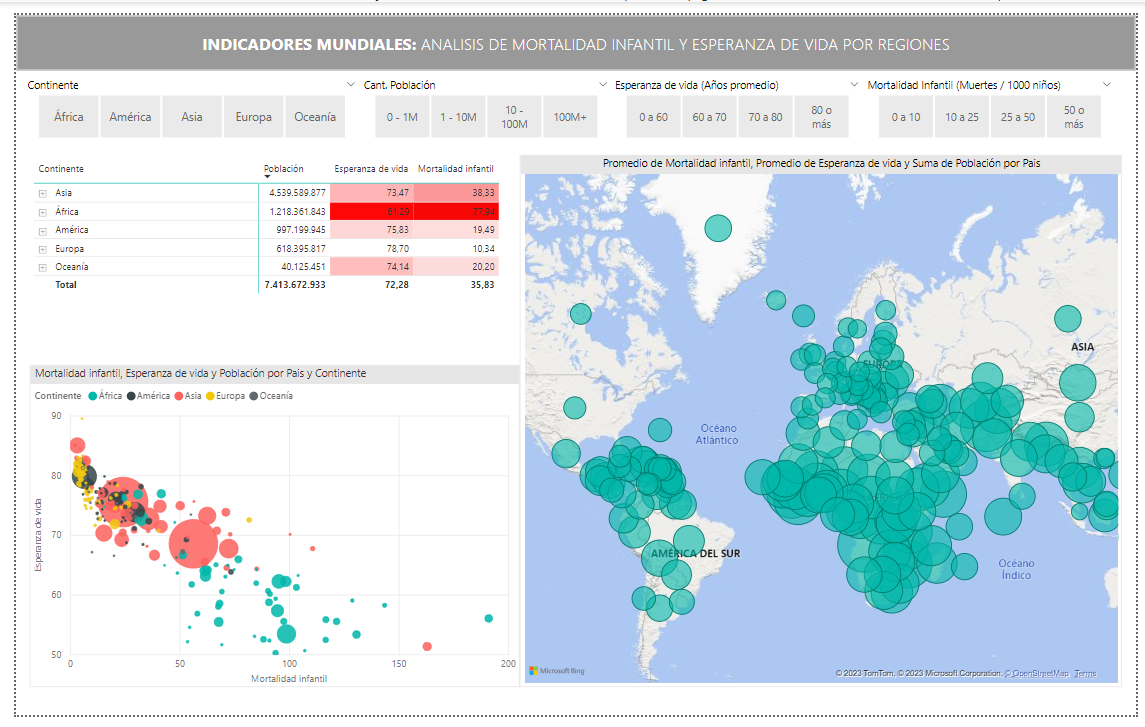 INDICADORES MUNDIALES: ANALISIS DE MORTALIDAD INFANTIL Y ESPERANZA DE VIDA POR REGIONES
Continente
Cant. Población
Esperanza de vida (Años promedio)
Mortalidad Infantil (Muertes / 1000 niños)
África América Asia Europa Oceanía
0 - 1M 1 - 10M 10 - 100M 100M+
0 a 60 60 a 70 70 a 80 80 o más
0 a 10 10 a 25 25 a 50 50 o más
Continente Población Esperanza de vida Mortalidad infantil
Asia 4.539.589.877 73,47 38,33
África 1.218.361.843 61,29 77,94
América 997.199.945 75,83 19,49
Europa 618.395.817 78,70 10,34
Oceanía 40.125.451 74,14 20,20
Total 7.413.672.933 72,28 35,83
Promedio de Mortalidad infantil, Promedio de Esperanza de vida y Suma de Población por Pais
ASIA
EUROPA
Océano
Atlántico
AMÉRICA DEL SUR
Océano
Índico
Microsoft Bing
© 2023 TomTom, © 2023 Microsoft Corporation, © OpenStreetMap Terms
Mortalidad infantil, Esperanza de vida y Población por Pais y Continente
Continente África América Asia Europa Oceanía
Esperanza de vida
90
80
70
60
50
0 50 100 150 200
Mortalidad infantil